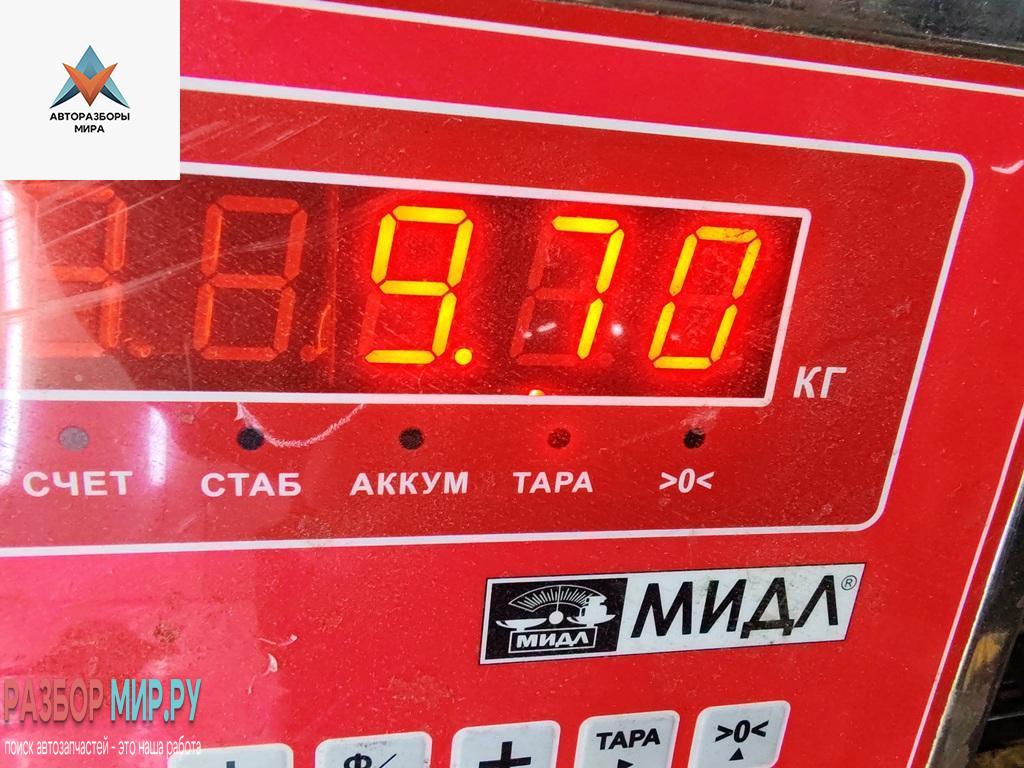 АВТОРАЗБОРЫ
МИРА
9.70
КГ
СЧЕТ СТАБ АККУМ ТАРА >0<
МИДЛ МИДЛ®
РАЗБОР МИР.РУ
поиск автозапчастей - это наша работа
+ ТАРА >0<